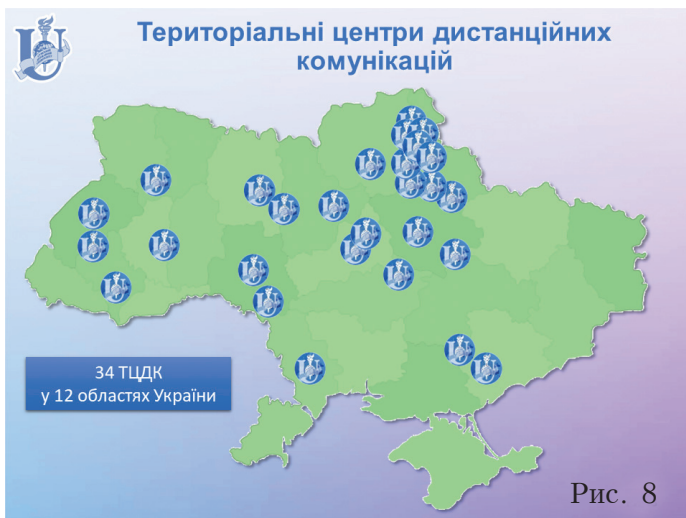 Територіальні центри дистанційних
комунікацій
34 ТЦДК
у 12 областях України
Рис. 8